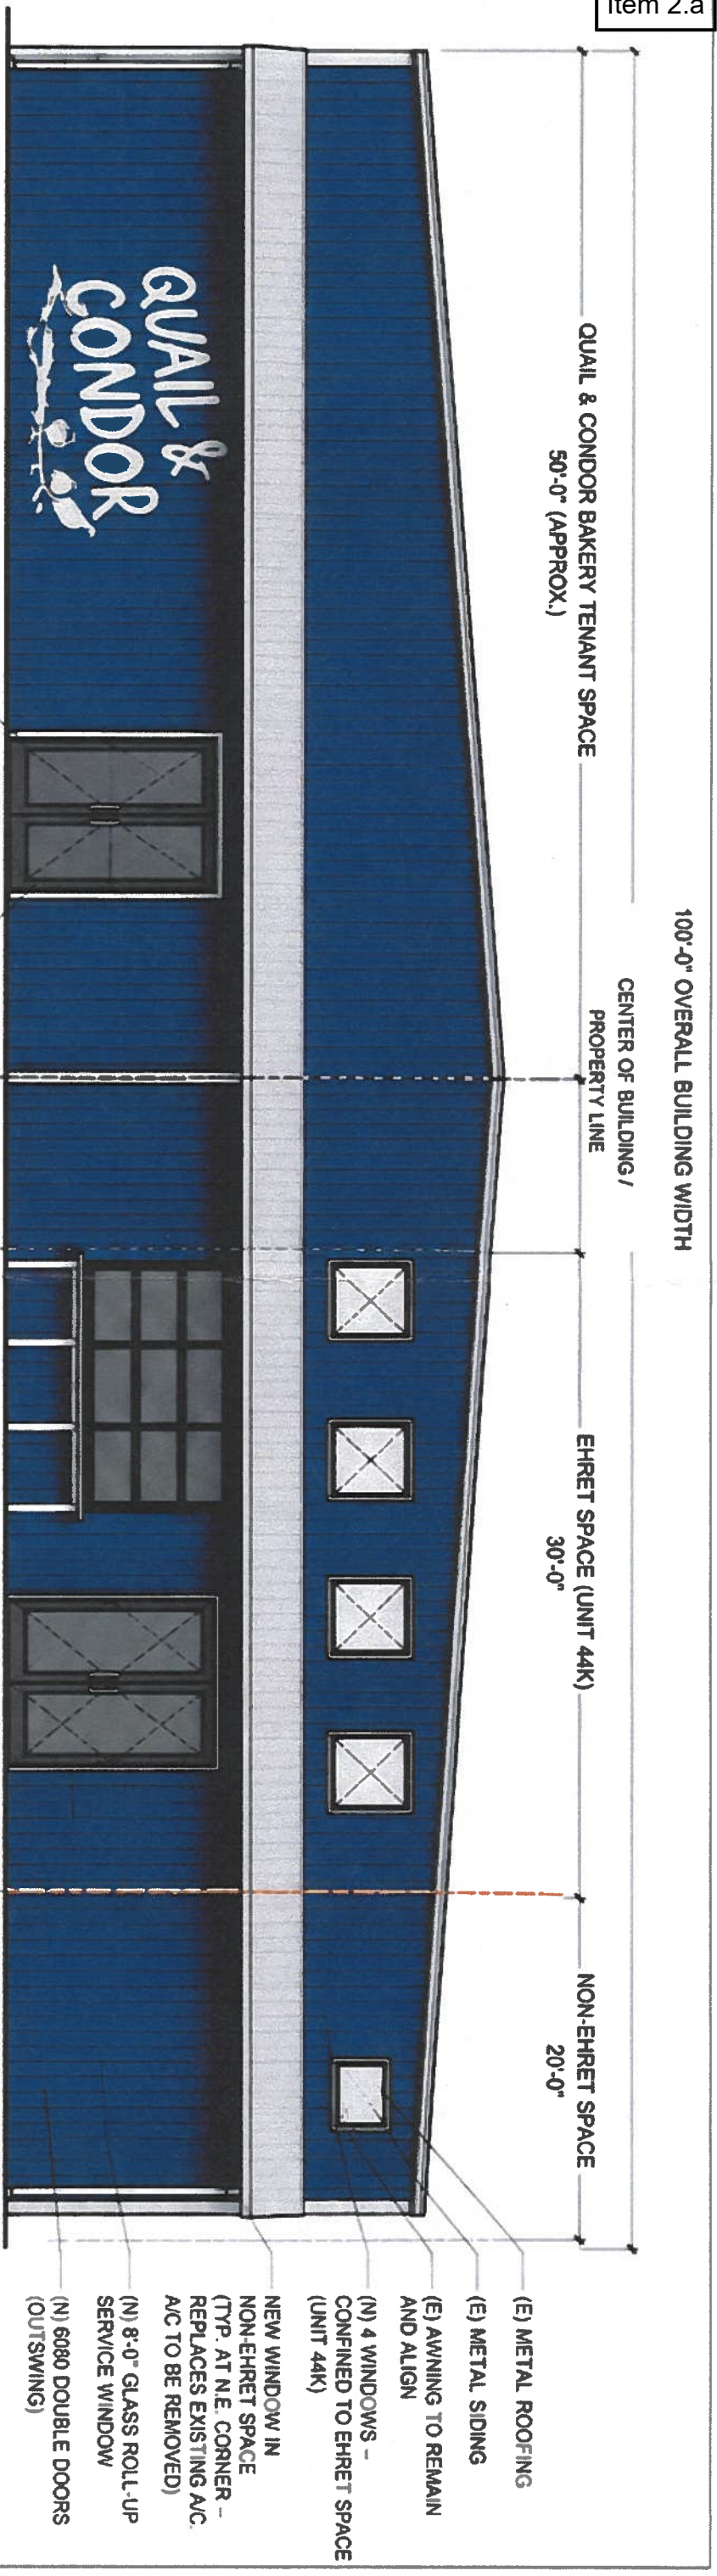 Item 2.a
100'-0" OVERALL BUILDING WIDTH
CENTER OF BUILDING /
PROPERTY LINE
QUAIL & CONDOR BAKERY TENANT SPACE
50'-0" (APPROX.)
EHRET SPACE (UNIT 44K)
30'-0"
NON-EHRET SPACE
20'-0"
QUAIL &
CONDOR
(E) METAL ROOFING
(E) METAL SIDING
(E) AWNING TO REMAIN
AND ALIGN
(N) 4 WINDOWS –
CONFINED TO EHRET SPACE
(UNIT 44K)
NEW WINDOW IN
NON-EHRET SPACE
(TYP. AT N.E. CORNER –
REPLACES EXISTING A/C.
A/C TO BE REMOVED)
(N) 8'-0" GLASS ROLL-UP
SERVICE WINDOW
(N) 6080 DOUBLE DOORS
(OUTSWING)